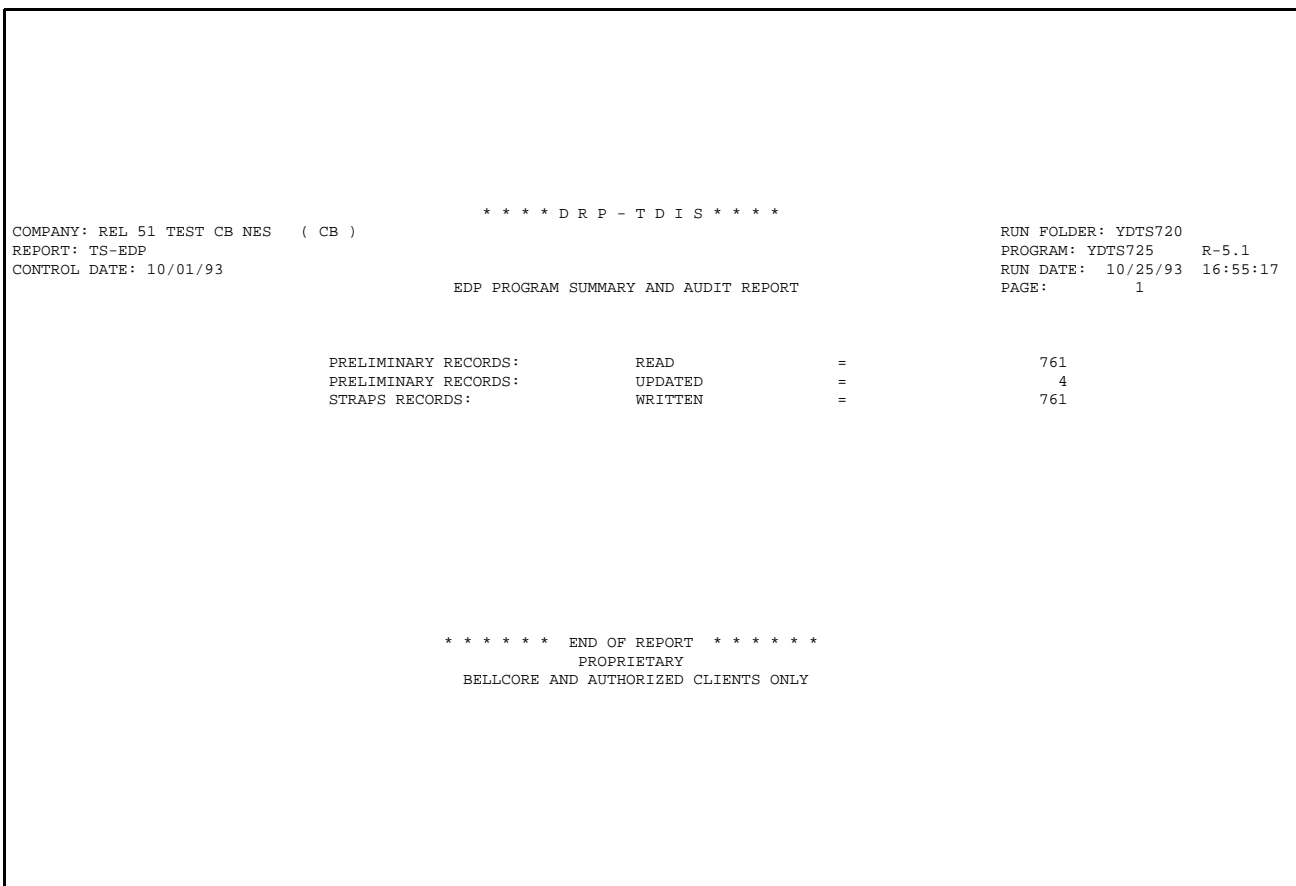 * * * * D R P - T D I S * * * *
COMPANY: REL 51 TEST CB NES ( CB ) RUN FOLDER: YDTS720
REPORT: TS-EDP PROGRAM: YDTS725 R-5.1
CONTROL DATE: 10/01/93 RUN DATE: 10/25/93 16:55:17
EDP PROGRAM SUMMARY AND AUDIT REPORT PAGE: 1
PRELIMINARY RECORDS: READ = 761
PRELIMINARY RECORDS: UPDATED = 4
STRAPS RECORDS: WRITTEN = 761
* * * * * * END OF REPORT * * * * * *
PROPRIETARY
BELLCORE AND AUTHORIZED CLIENTS ONLY